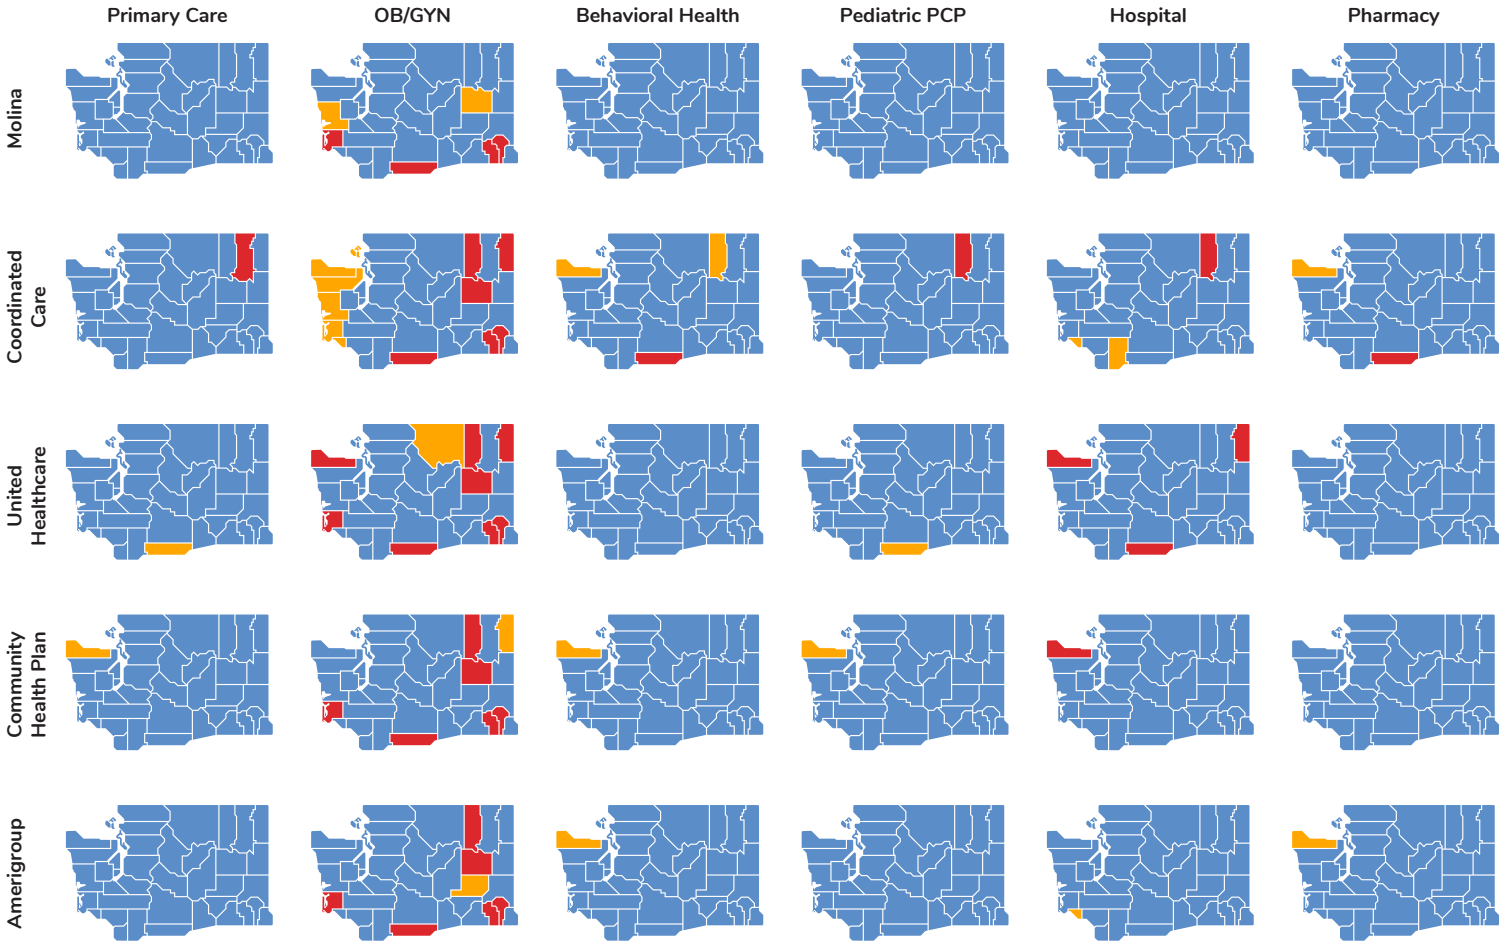 Primary Care
OB/GYN
Behavioral Health
Pediatric PCP
Hospital
Pharmacy
Molina
Coordinated
Care
United
Healthcare
Community
Health Plan
Amerigroup